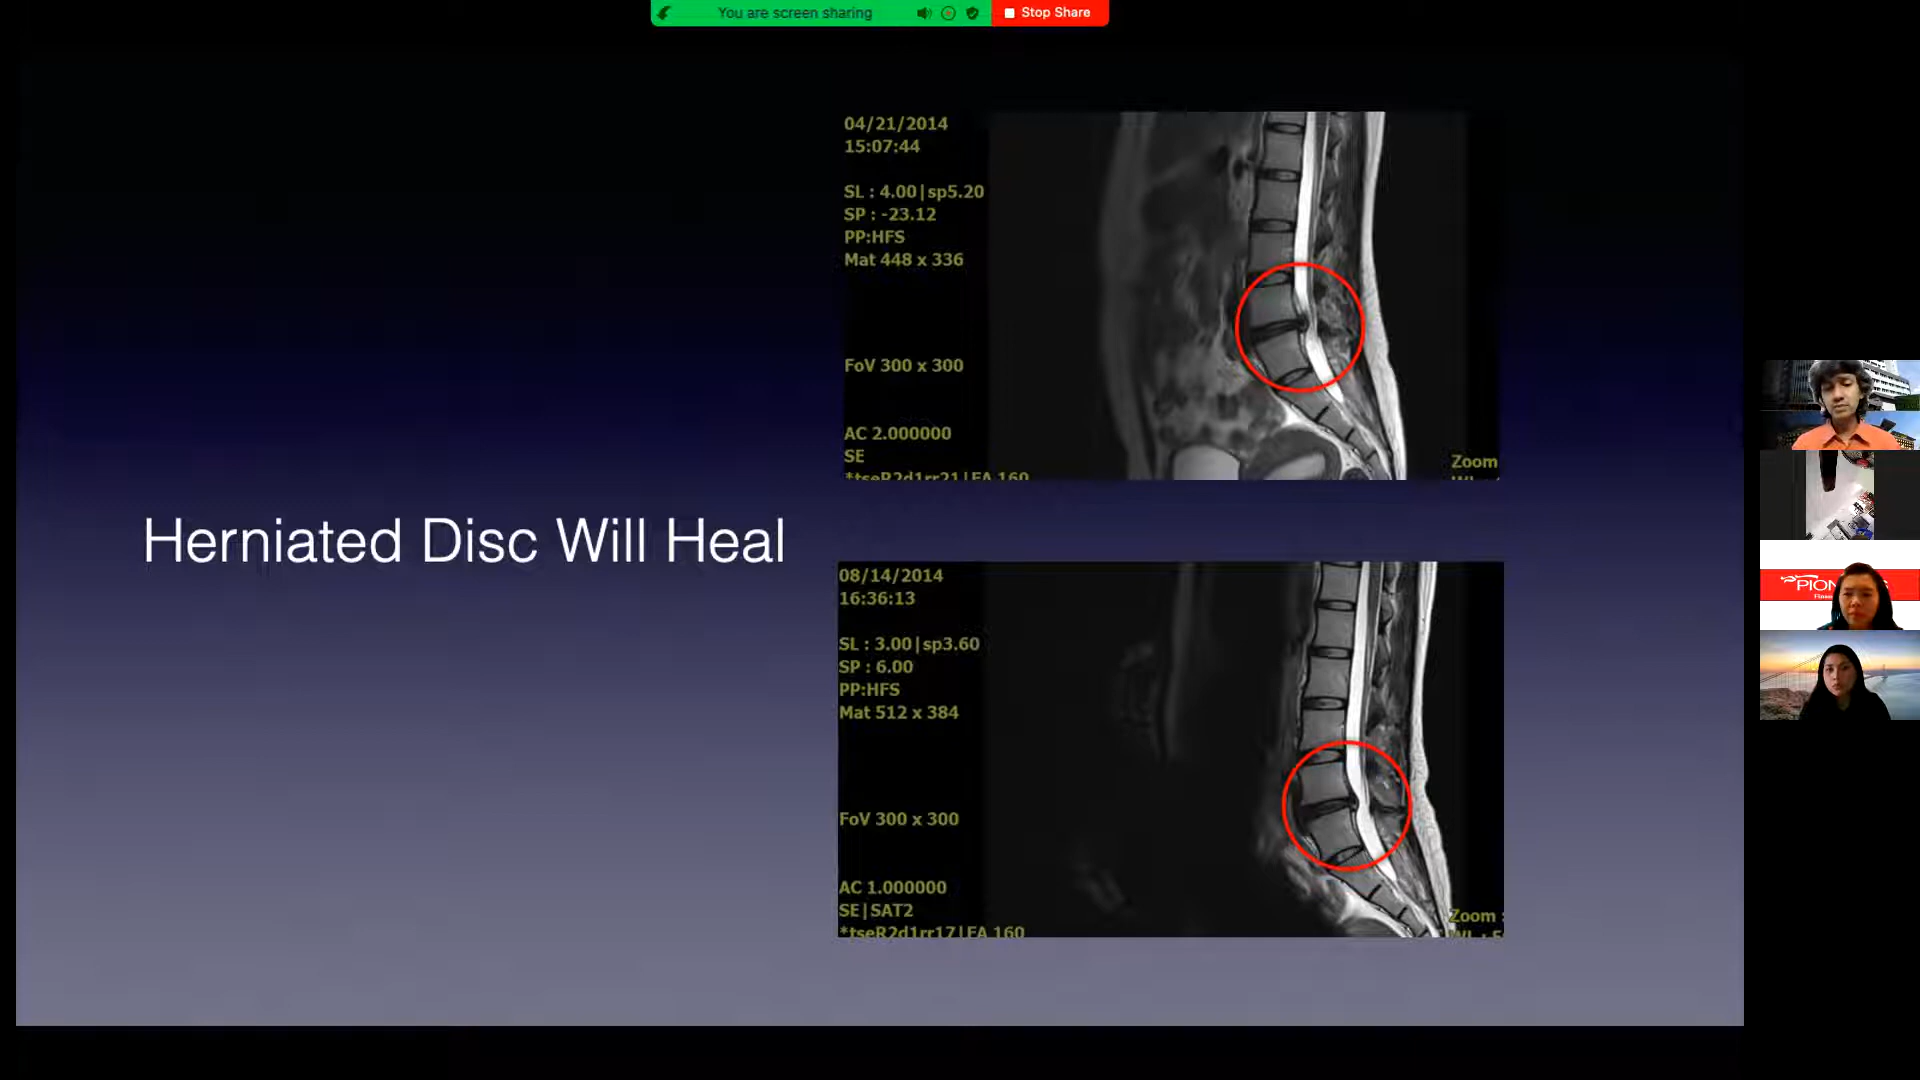 You are screen sharing
Stop Share
04/21/2014
15:07:44
SL : 4.00|sp5.20
SP : -23.12
PP:HFS
Mat 448 x 336
FoV 300 x 300
AC 2.000000
SE
*tseR2d1rr21|FA 160
Zoom
Herniated Disc Will Heal
08/14/2014
16:36:13
SL : 3.00|sp3.60
SP : 6.00
PP:HFS
Mat 512 x 384
FoV 300 x 300
AC 1.000000
SE|SAT2
*tseR2d1rr17|FA 160
Zoom :